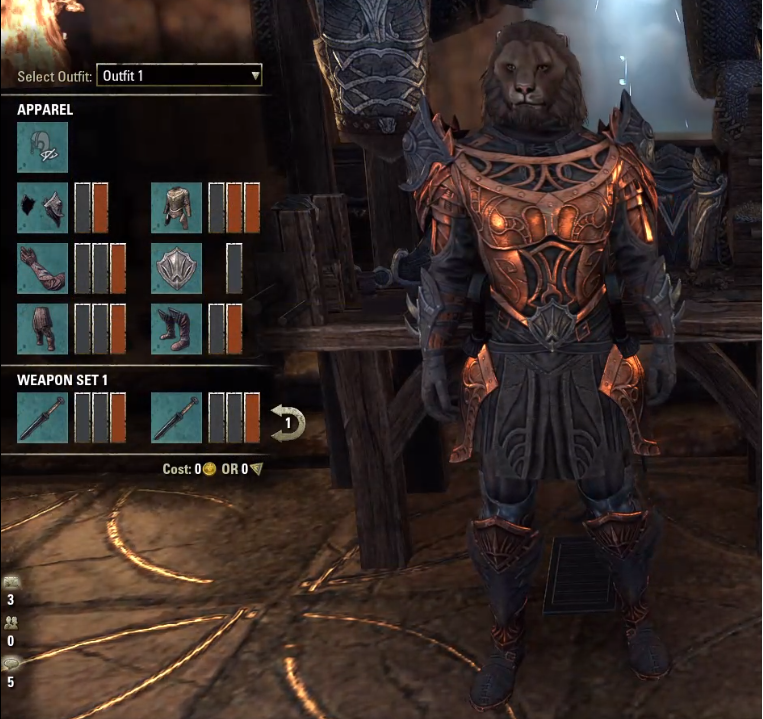 Select Outfit: Outfit 1
APPAREL
WEAPON SET 1
1
Cost: 0 OR 0
3
0
5